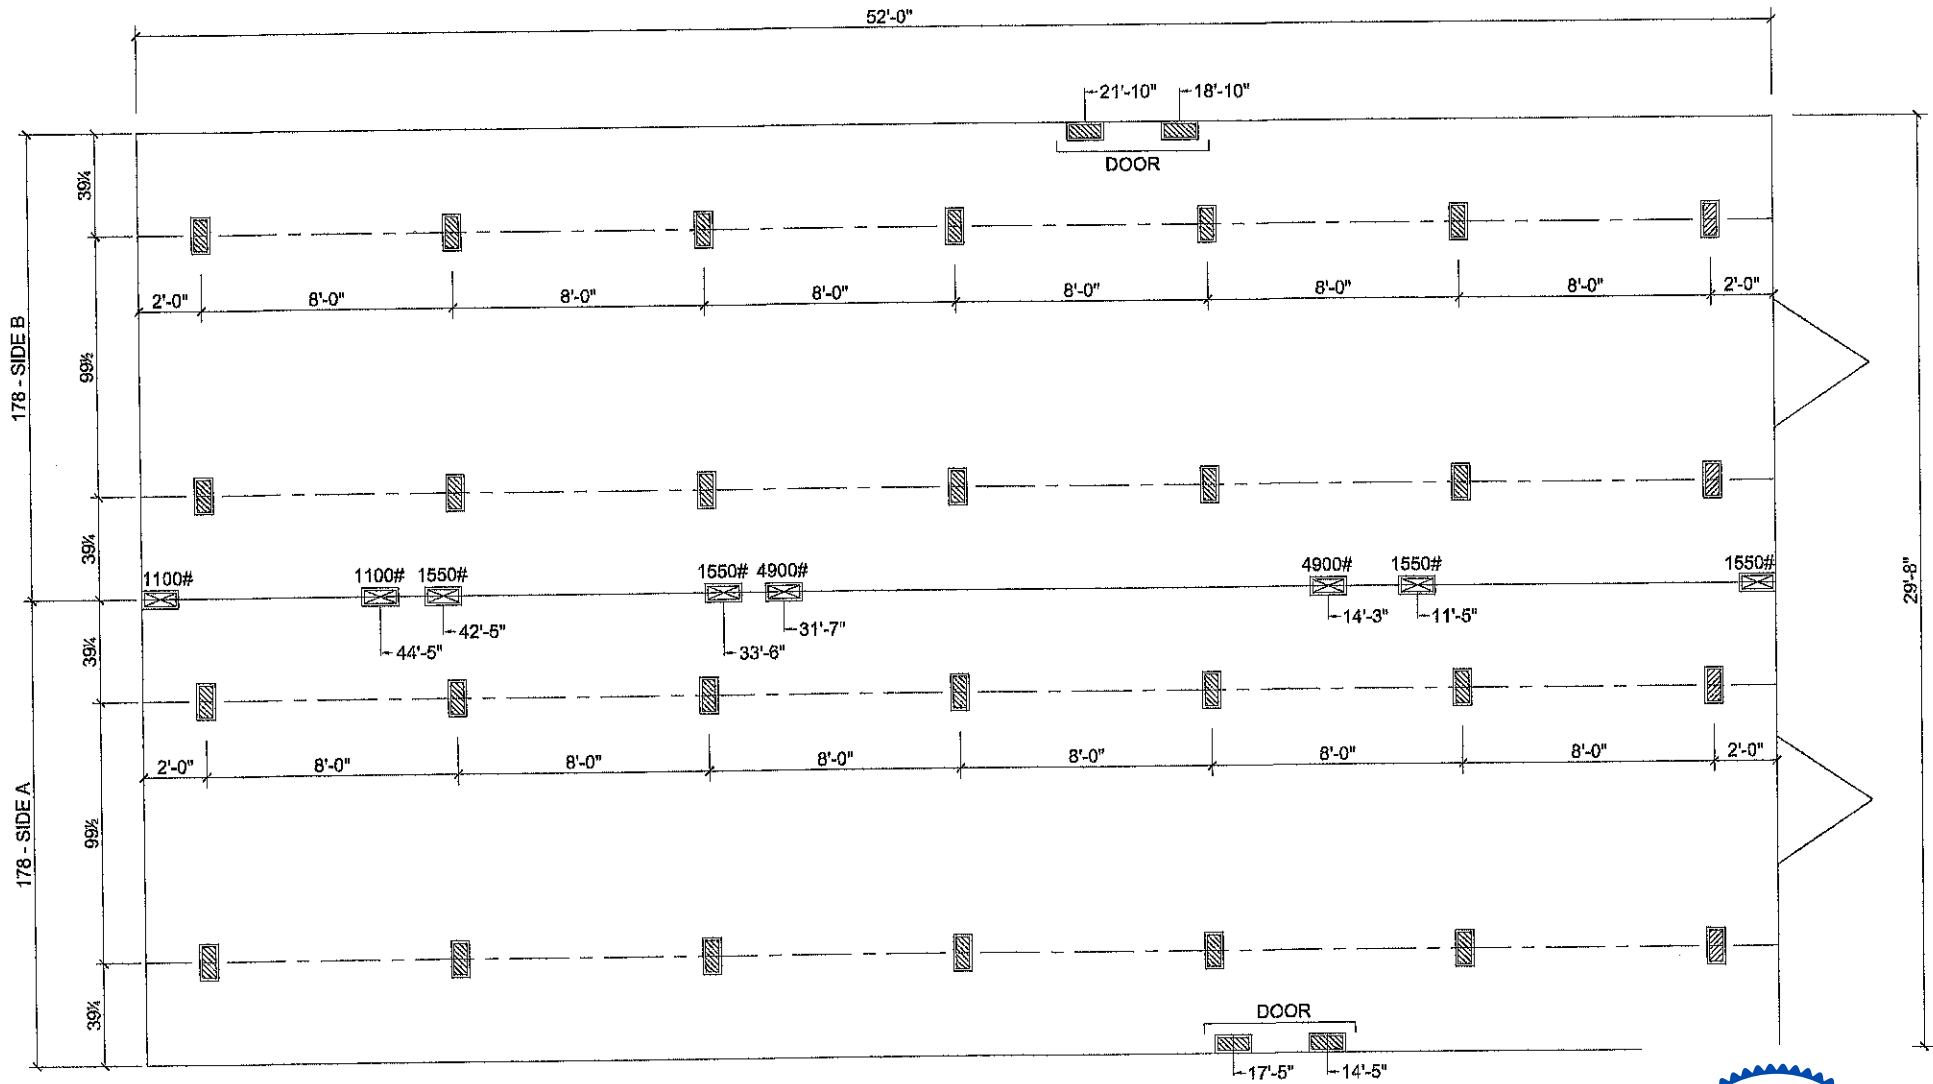 52'-0"
21'-10" 18'-10"
DOOR
39¼
2'-0" 8'-0" 8'-0" 8'-0" 8'-0" 8'-0" 8'-0" 2'-0"
178 - SIDE B
99½
39¼
1100# 1100# 1550# 1550# 4900# 4900# 1550# 1550#
42'-5" 31'-7" 14'-3" 11'-5"
44'-5" 33'-6"
29'-8"
39¼
2'-0" 8'-0" 8'-0" 8'-0" 8'-0" 8'-0" 8'-0" 2'-0"
178 - SIDE A
99½
39¼
DOOR
17'-5" 14'-5"